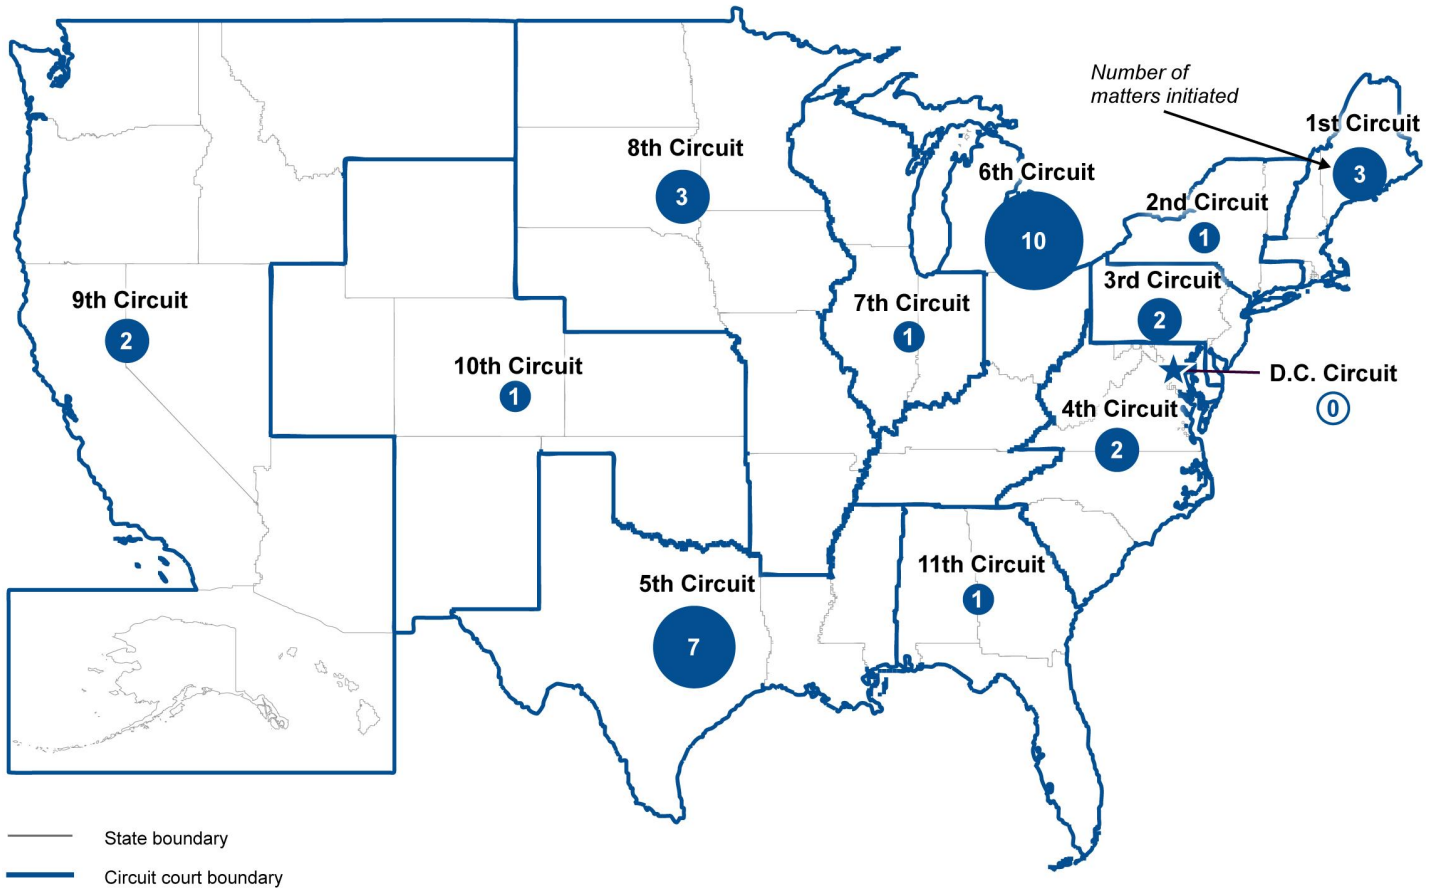 Number of
matters initiated
1st Circuit
3
8th Circuit
3
6th Circuit
10
2nd Circuit
1
3rd Circuit
2
9th Circuit
2
7th Circuit
1
10th Circuit
1
D.C. Circuit
0
4th Circuit
2
11th Circuit
1
5th Circuit
7
State boundary
Circuit court boundary